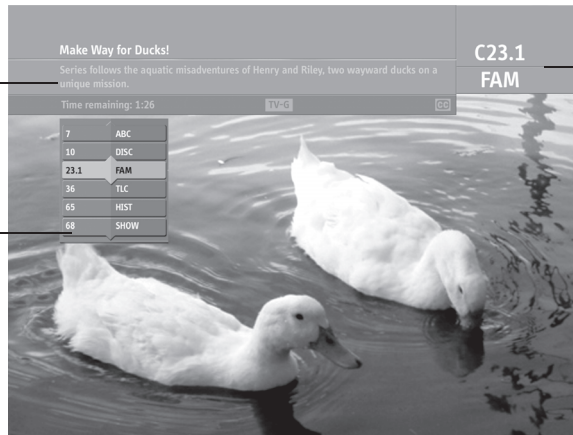 Make Way for Ducks!
Series follows the aquatic misadventures of Henry and Riley, two wayward ducks on a
unique mission.
Time remaining: 1:26 TV-G CC
C23.1
FAM
7 ABC
10 DISC
23.1 FAM
36 TLC
65 HIST
68 SHOW